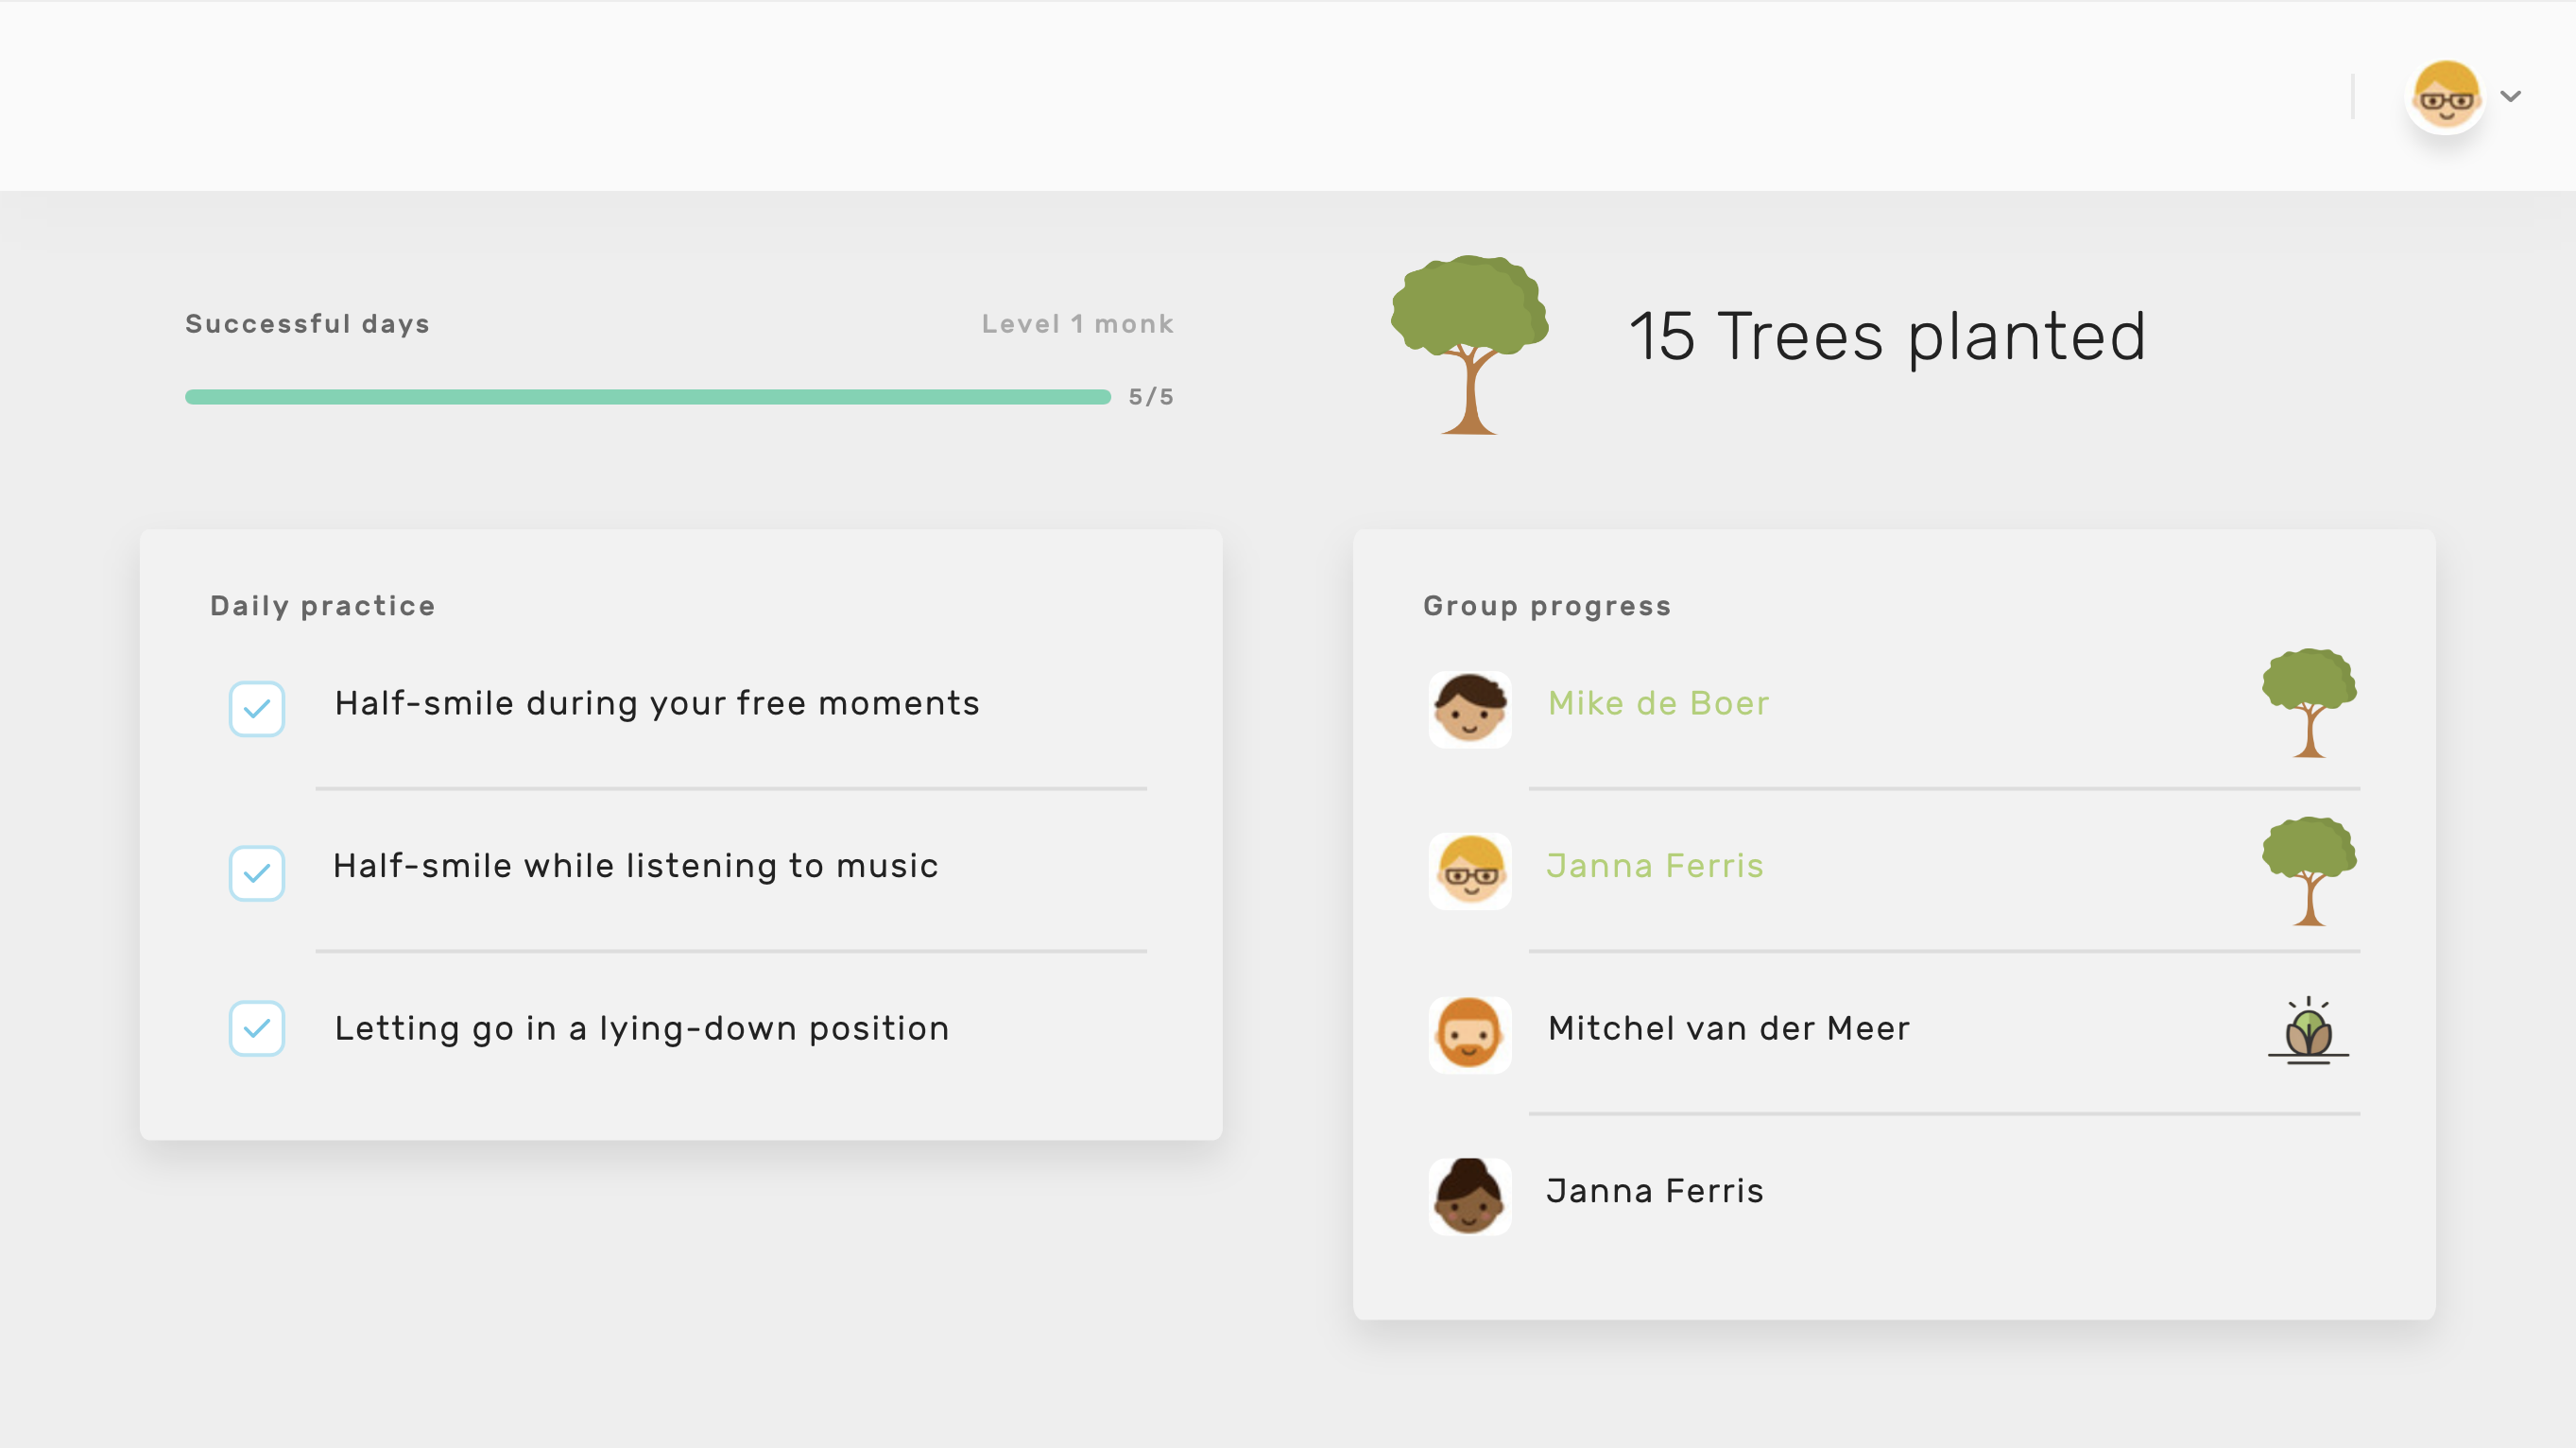 Successful days
Level 1 monk
5/5
15 Trees planted
Daily practice
Half-smile during your free moments
Half-smile while listening to music
Letting go in a lying-down position
Group progress
Mike de Boer
Janna Ferris
Mitchel van der Meer
Janna Ferris